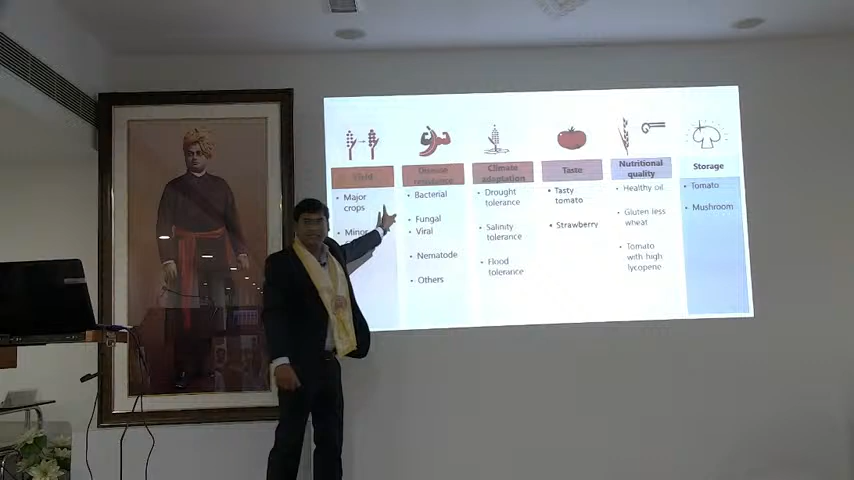 Yield
Major
crops
Minor
Disease
resistance
Bacterial
Fungal
Viral
Nematode
Others
Climate
adaptation
Drought
tolerance
Salinity
tolerance
Flood
tolerance
Taste
Tasty
tomato
Strawberry
Nutritional
quality
Healthy oil
Gluten less
wheat
Tomato
with high
lycopene
Storage
Tomato
Mushroom